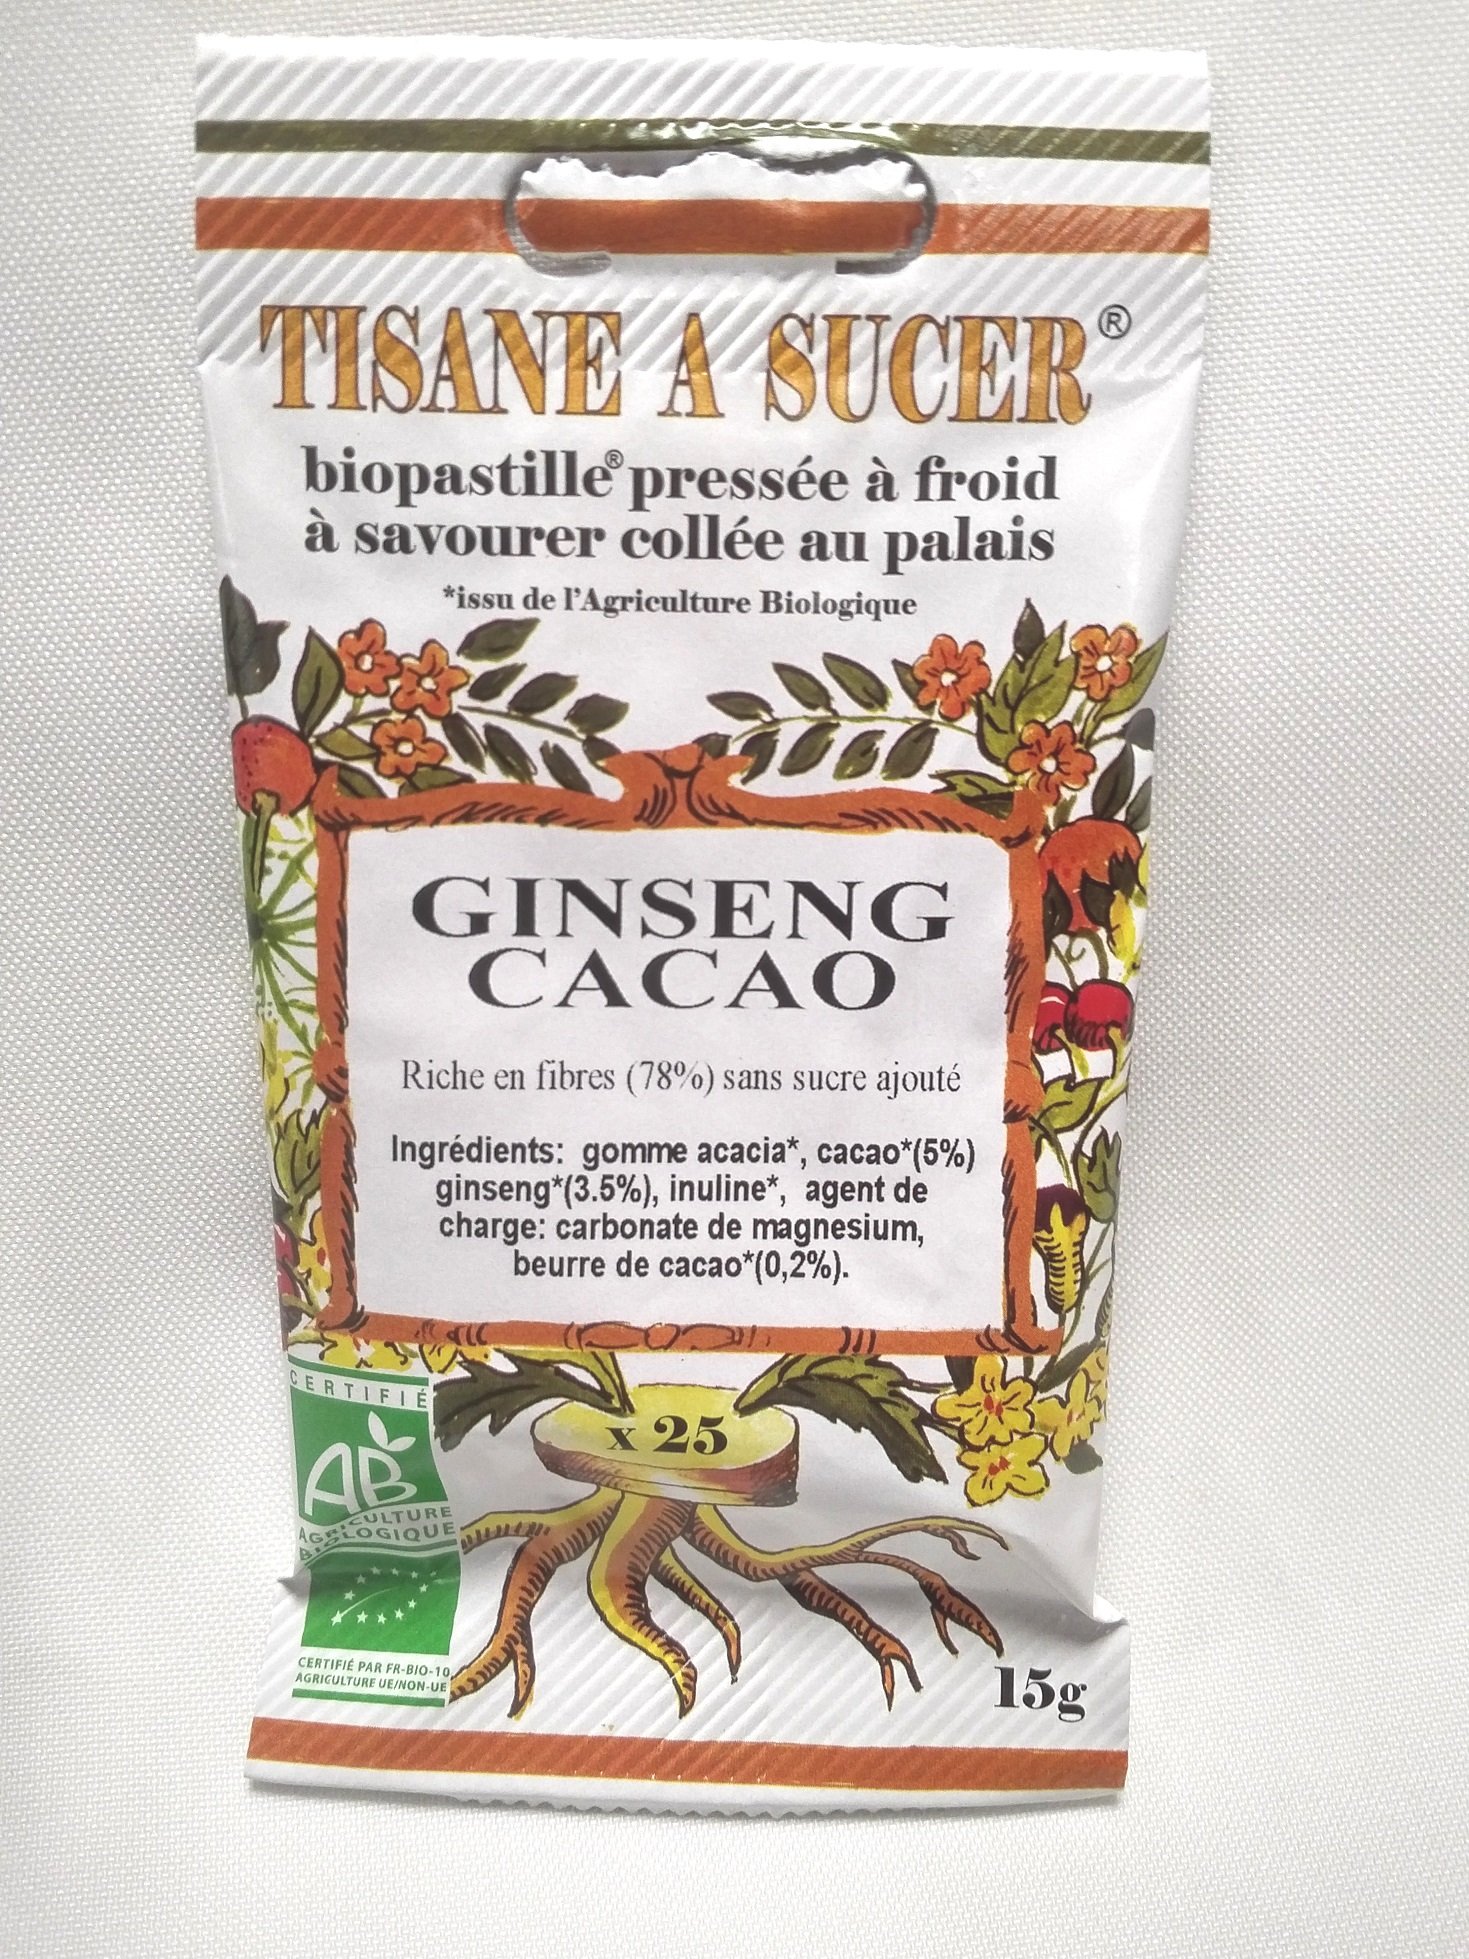 TISANE A SUCER®
biopastille® pressée à froid
à savourer collée au palais
*issu de l'Agriculture Biologique
GINSENG
CACAO
Riche en fibres (78%) sans sucre ajouté
Ingrédients: gomme acacia*, cacao*(5%)
ginseng*(3.5%), inuline*, agent de
charge: carbonate de magnesium,
beurre de cacao*(0,2%).
x 25
CERTIFIÉ
AB
AGRICULTURE
BIOLOGIQUE
CERTIFIÉ PAR FR-BIO-10
AGRICULTURE UE/NON-UE
15g